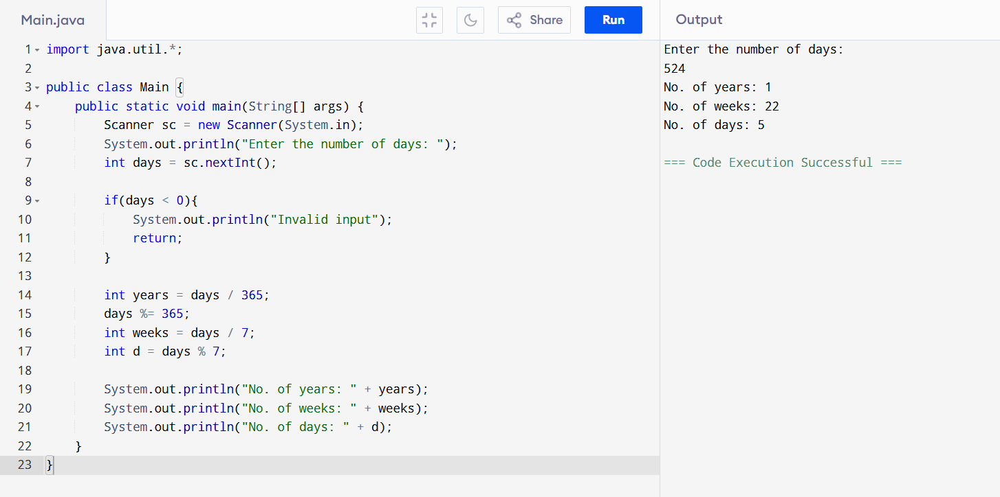 Main.java
Share
Run
Output
1 import java.util.*;
2
3 public class Main {
4     public static void main(String[] args) {
5         Scanner sc = new Scanner(System.in);
6         System.out.println("Enter the number of days: ");
7         int days = sc.nextInt();
8
9         if(days < 0){
10             System.out.println("Invalid input");
11             return;
12         }
13
14         int years = days / 365;
15         days %= 365;
16         int weeks = days / 7;
17         int d = days % 7;
18
19         System.out.println("No. of years: " + years);
20         System.out.println("No. of weeks: " + weeks);
21         System.out.println("No. of days: " + d);
22     }
23 }
Enter the number of days:
524
No. of years: 1
No. of weeks: 22
No. of days: 5
=== Code Execution Successful ===